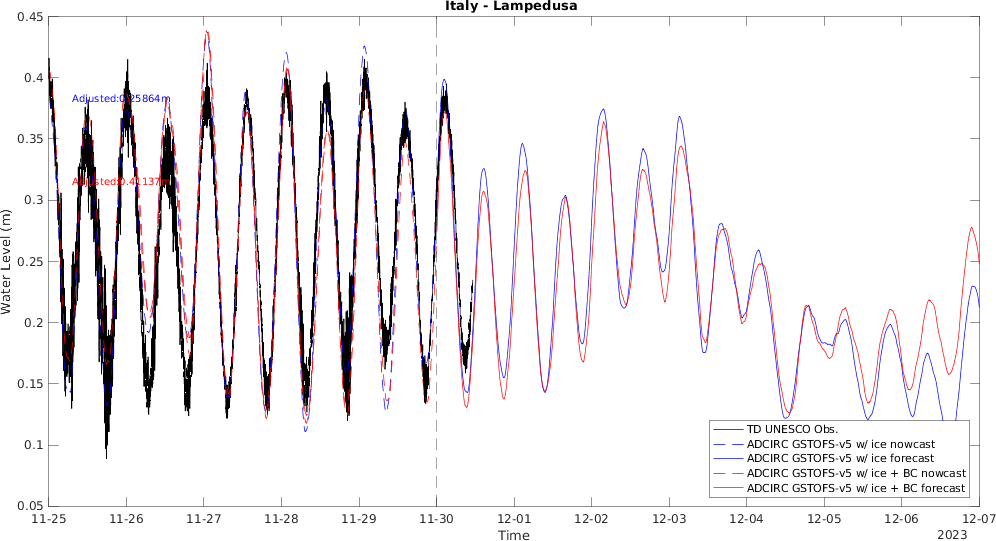 Italy - Lampedusa
0.45
0.4
0.35
0.3
0.25
0.2
0.15
0.1
0.05
Water Level (m)
Adjusted:0.25864m
Adjusted:0.41137m
TD UNESCO Obs.
ADCIRC GSTOFS-v5 w/ ice nowcast
ADCIRC GSTOFS-v5 w/ ice forecast
ADCIRC GSTOFS-v5 w/ ice + BC nowcast
ADCIRC GSTOFS-v5 w/ ice + BC forecast
11-25 11-26 11-27 11-28 11-29 11-30 12-01 12-02 12-03 12-04 12-05 12-06 12-07
Time
2023